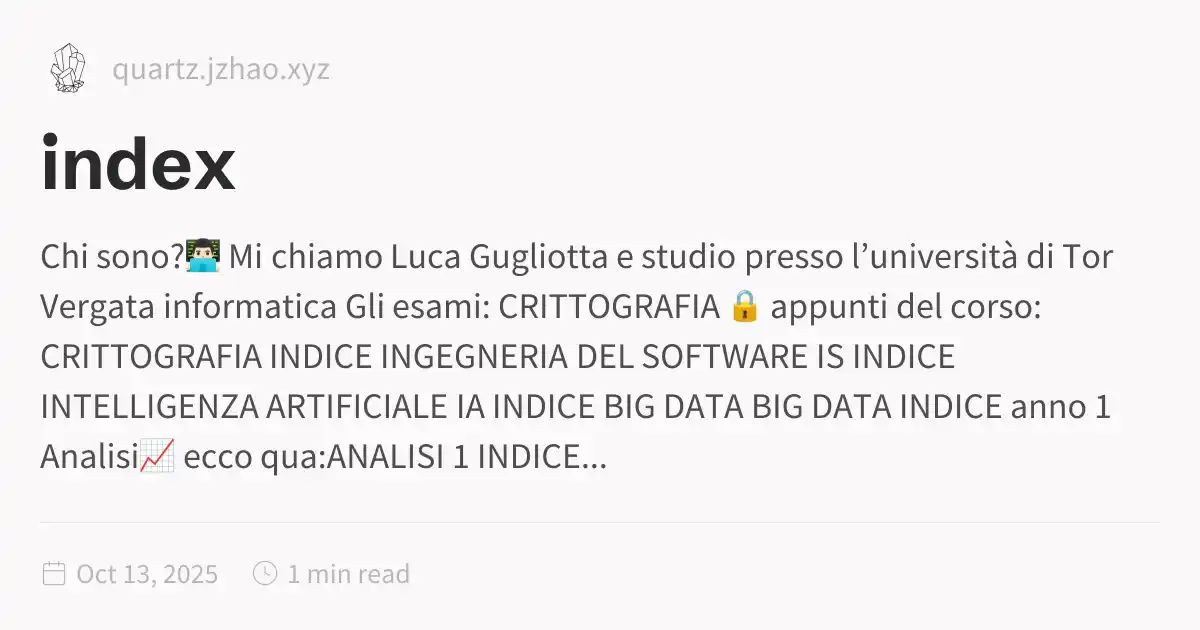 quartz.jzhao.xyz
index
Chi sono?👨🏻‍💻 Mi chiamo Luca Gugliotta e studio presso l’università di Tor
Vergata informatica Gli esami: CRITTOGRAFIA 🔒 appunti del corso:
CRITTOGRAFIA INDICE INGEGNERIA DEL SOFTWARE IS INDICE
INTELLIGENZA ARTIFICIALE IA INDICE BIG DATA BIG DATA INDICE anno 1
Analisi📈 ecco qua:ANALISI 1 INDICE...
Oct 13, 2025 1 min read